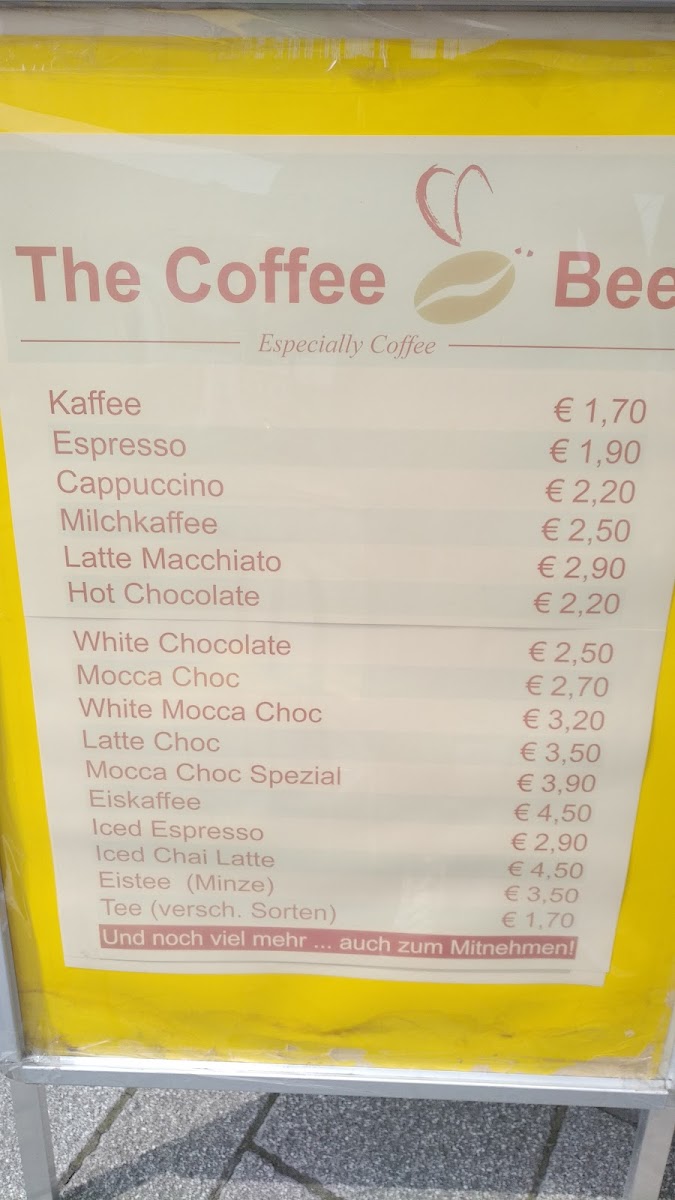 The Coffee Bee
Especially Coffee
Kaffee € 1,70
Espresso € 1,90
Cappuccino € 2,20
Milchkaffee € 2,50
Latte Macchiato € 2,90
Hot Chocolate € 2,20
White Chocolate € 2,50
Mocca Choc € 2,70
White Mocca Choc € 3,20
Latte Choc € 3,50
Mocca Choc Spezial € 3,90
Eiskaffee € 4,50
Iced Espresso € 2,90
Iced Chai Latte € 4,50
Eistee (Minze) € 3,50
Tee (versch. Sorten) € 1,70
Und noch viel mehr ... auch zum Mitnehmen!